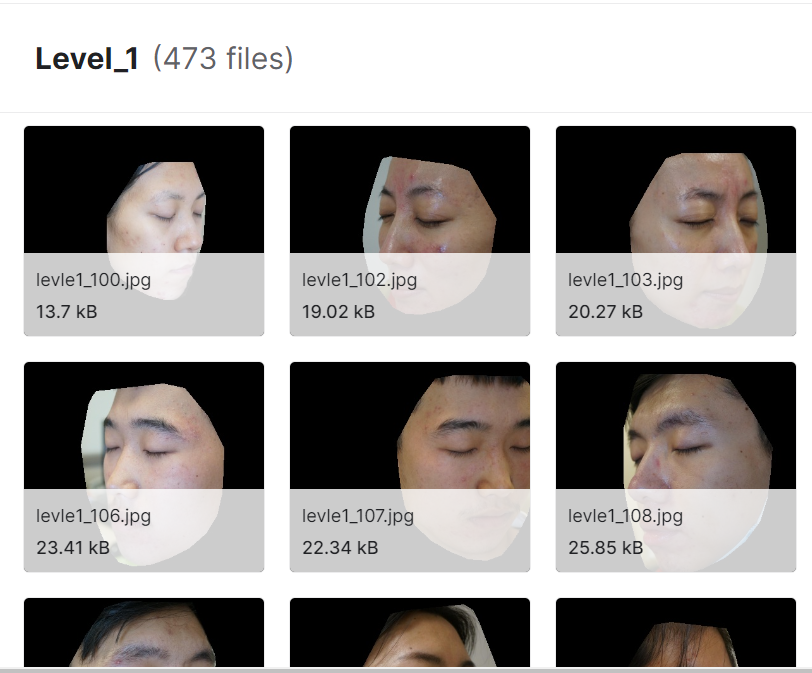 Level_1 (473 files)
levle1_100.jpg
13.7 kB
levle1_102.jpg
19.02 kB
levle1_103.jpg
20.27 kB
levle1_106.jpg
23.41 kB
levle1_107.jpg
22.34 kB
levle1_108.jpg
25.85 kB